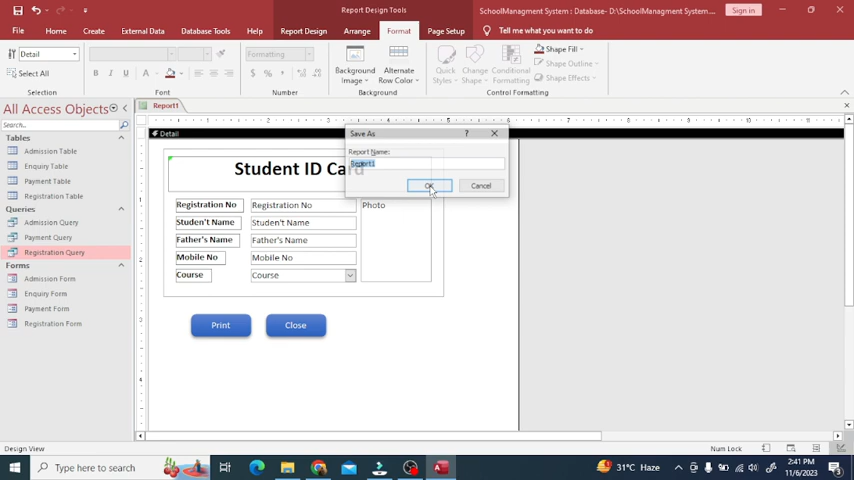 Report Design Tools
SchoolManagment System : Database- D:\SchoolManagment System....
Sign in
File Home Create External Data Database Tools Help Report Design Arrange Format Page Setup Tell me what you want to do
Detail
Select All
Selection
B I U A
Font
Formatting
$ % ,
Number
Background Image
Alternate Row Color
Background
Quick Styles
Change Shape
Conditional Formatting
Shape Fill
Shape Outline
Shape Effects
Control Formatting
All Access Objects
Search...
Tables
Admission Table
Enquiry Table
Payment Table
Registration Table
Queries
Admission Query
Payment Query
Registration Query
Forms
Admission Form
Enquiry Form
Payment Form
Registration Form
Report1
Detail
Student ID Card
Registration No Registration No Photo
Student't Name Student't Name
Father's Name Father's Name
Mobile No Mobile No
Course Course
Print Close
Save As ?
Report Name:
Report1
OK Cancel
Design View
Num Lock
Type here to search
31°C Haze
2:41 PM
11/6/2023
3